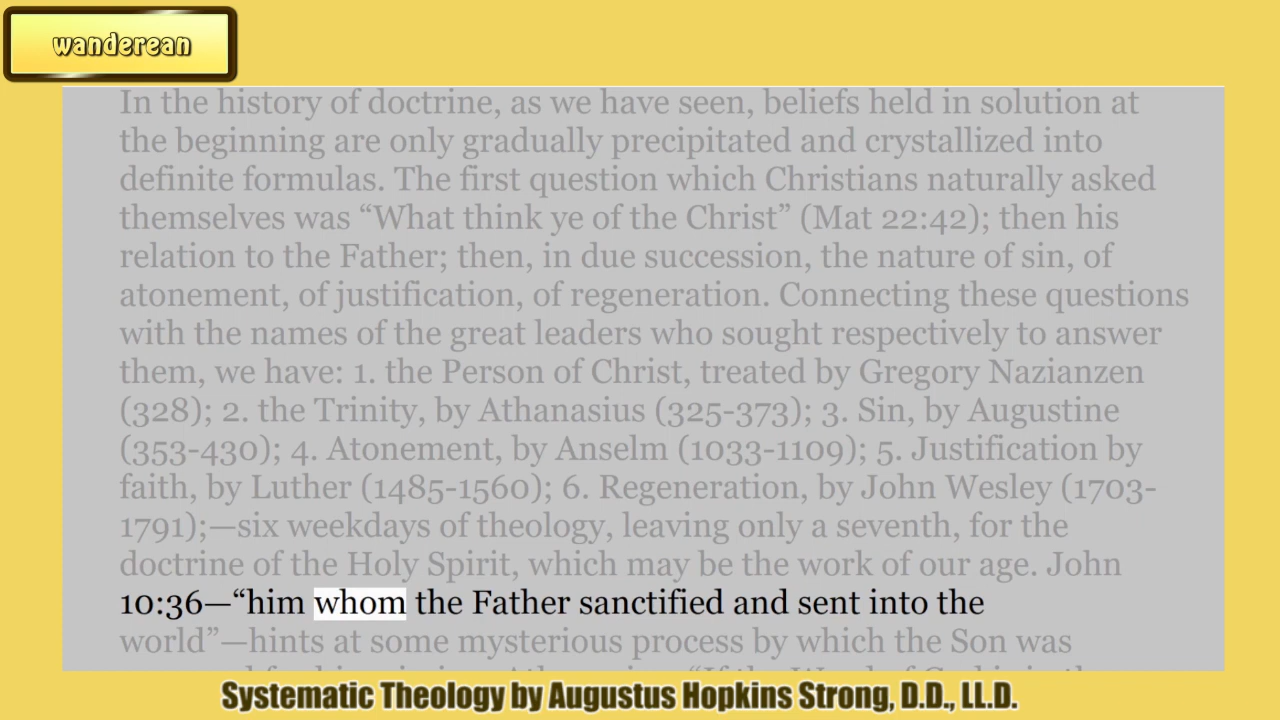 wanderean
In the history of doctrine, as we have seen, beliefs held in solution at
the beginning are only gradually precipitated and crystallized into
definite formulas. The first question which Christians naturally asked
themselves was “What think ye of the Christ” (Mat 22:42); then his
relation to the Father; then, in due succession, the nature of sin, of
atonement, of justification, of regeneration. Connecting these questions
with the names of the great leaders who sought respectively to answer
them, we have: 1. the Person of Christ, treated by Gregory Nazianzen
(328); 2. the Trinity, by Athanasius (325-373); 3. Sin, by Augustine
(353-430); 4. Atonement, by Anselm (1033-1109); 5. Justification by
faith, by Luther (1485-1560); 6. Regeneration, by John Wesley (1703-
1791);—six weekdays of theology, leaving only a seventh, for the
doctrine of the Holy Spirit, which may be the work of our age. John
10:36—“him whom the Father sanctified and sent into the
world”—hints at some mysterious process by which the Son was
“If the Word of God is in the
Systematic Theology by Augustus Hopkins Strong, D.D., LL.D.